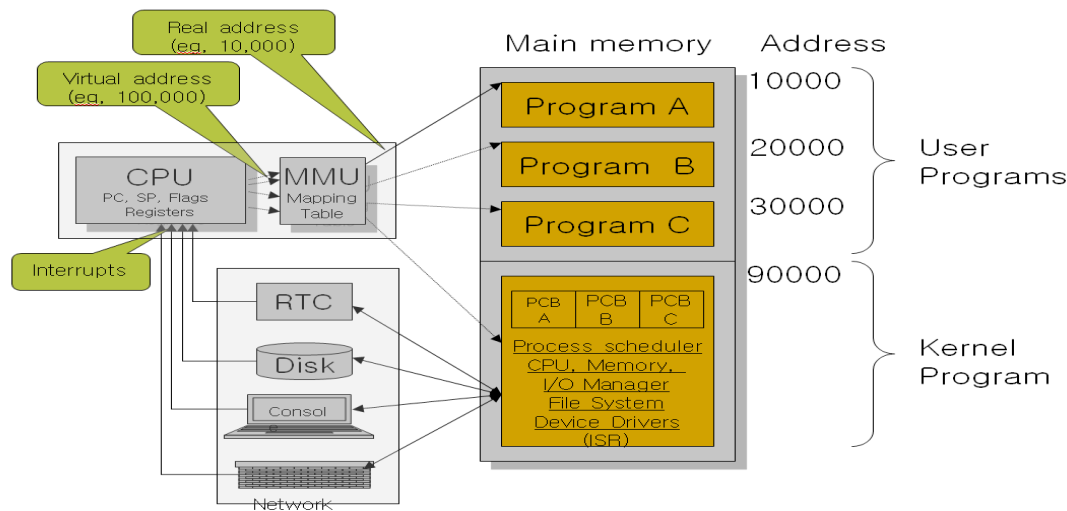 Real address
(eg, 10,000)
Virtual address
(eg, 100,000)
Main memory
Address
CPU
PC, SP, Flags
Registers
MMU
Mapping
Table
Interrupts
RTC
Disk
Consol
e
Network
Program A
Program B
Program C
PCB
A
PCB
B
PCB
C
Process scheduler
CPU, Memory,
I/O Manager
File System
Device Drivers
(ISR)
10000
20000
30000
90000
User
Programs
Kernel
Program